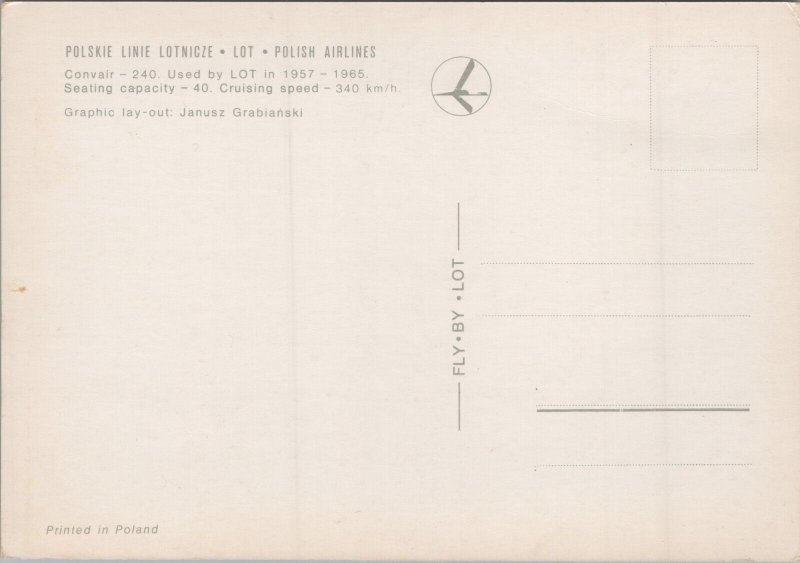 POLSKIE LINIE LOTNICZE • LOT • POLISH AIRLINES
Convair – 240. Used by LOT in 1957 – 1965.
Seating capacity – 40. Cruising speed – 340 km/h.
Graphic lay-out: Janusz Grabiański
FLY • BY • LOT
Printed in Poland